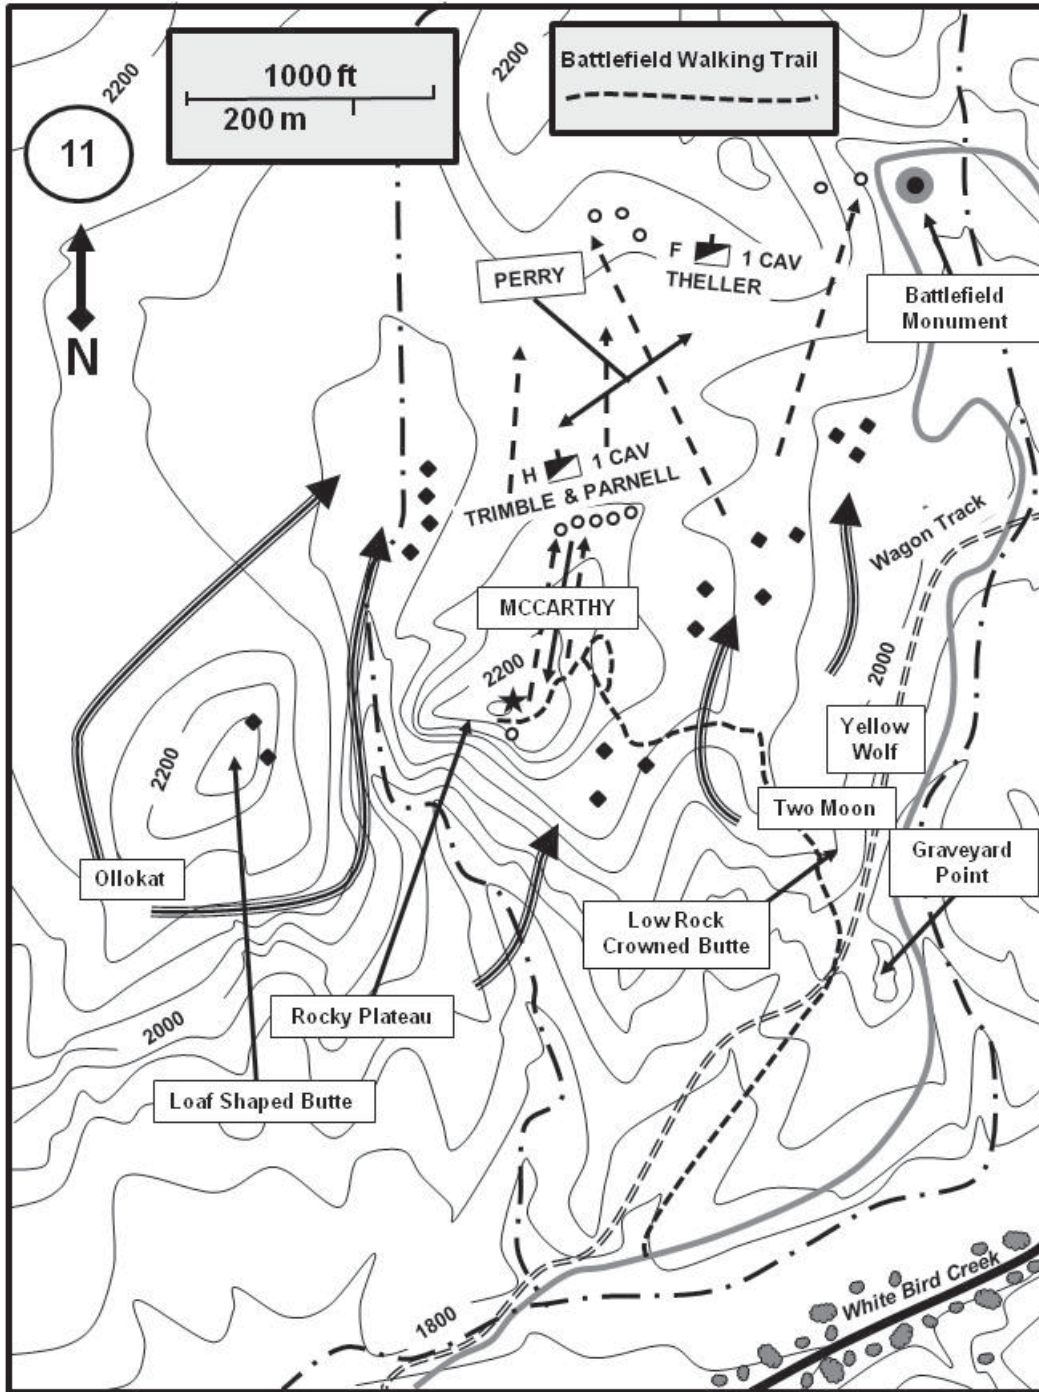 2200
1000 ft
200 m
2200
Battlefield Walking Trail
11
N
PERRY
F 1 CAV
THELLER
Battlefield
Monument
H 1 CAV
TRIMBLE & PARNELL
Wagon Track
MCCARTHY
2200
2000
Yellow
Wolf
2200
Two Moon
Graveyard
Point
Ollokat
Low Rock
Crowned Butte
Rocky Plateau
2000
Loaf Shaped Butte
White Bird Creek
1800